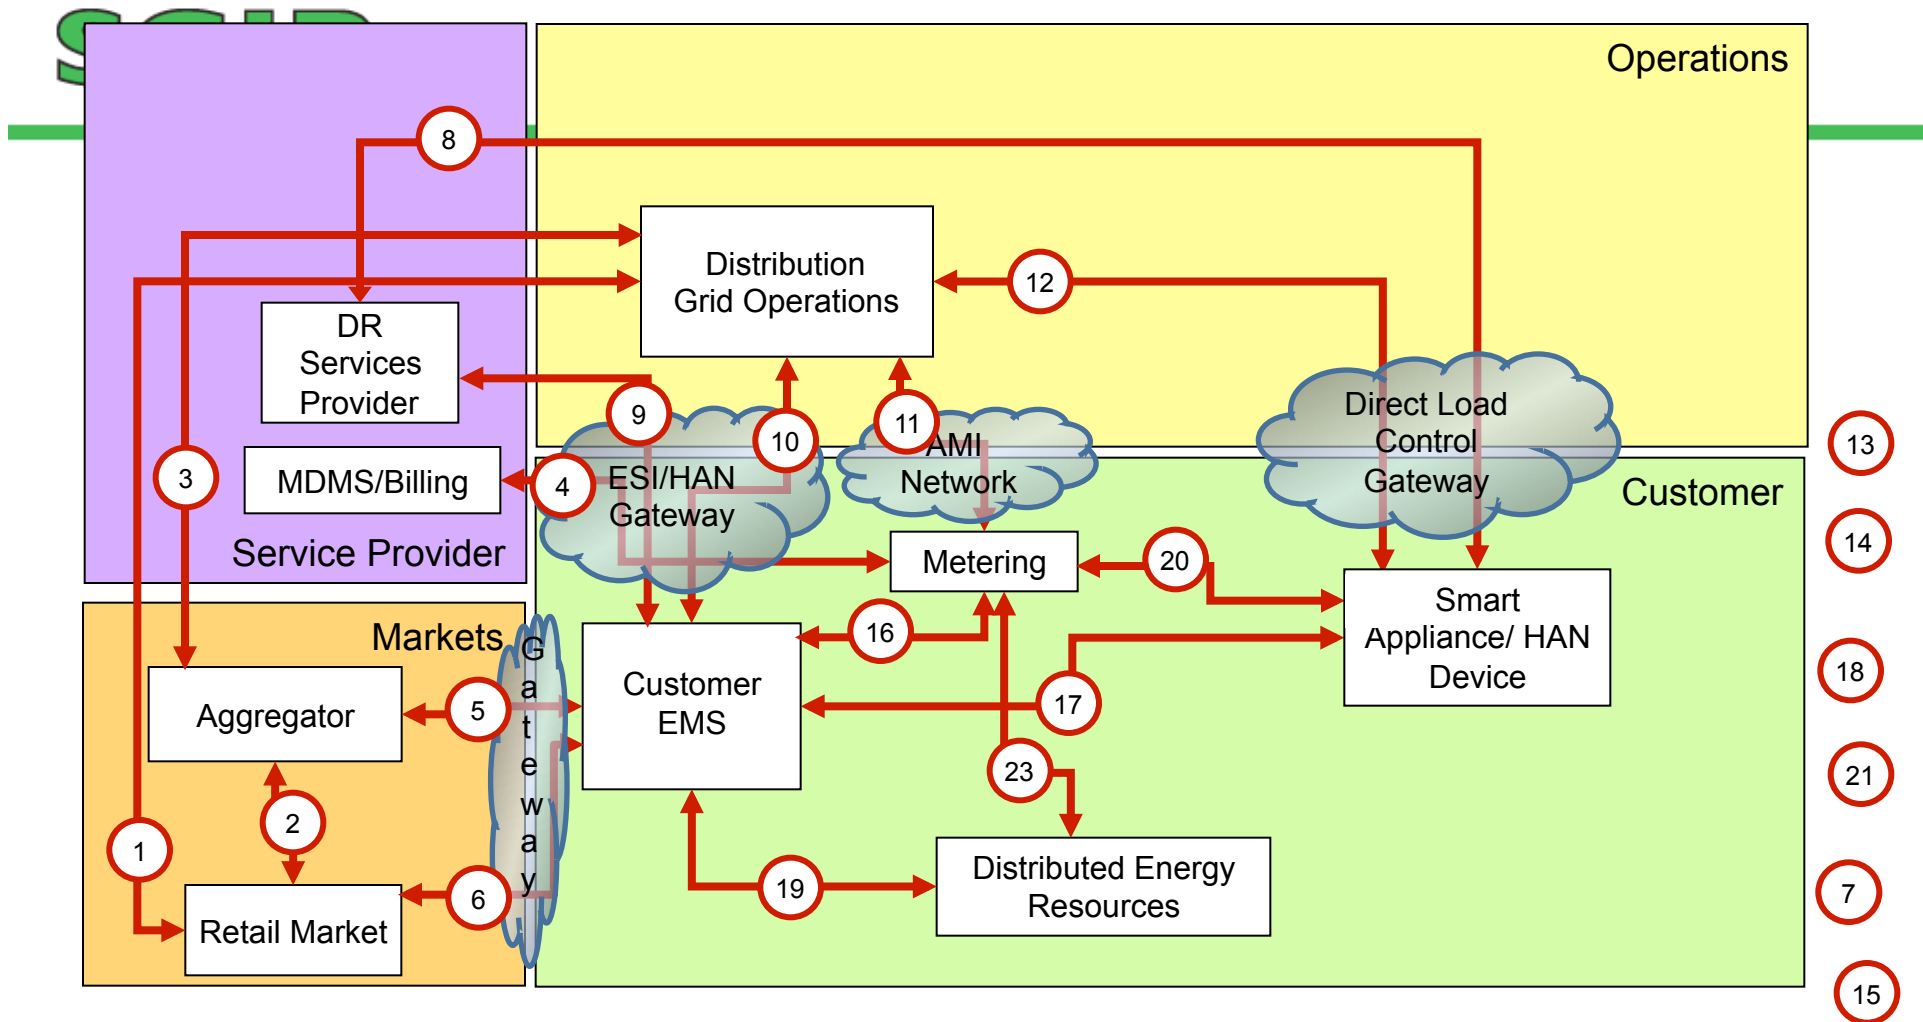 Operations
8
Distribution
Grid Operations
12
DR
Services
Provider
9
10
11
Direct Load
Control
Gateway
13
3
MDMS/Billing
4
ESI/HAN
Gateway
AMI
Network
Customer
14
Service Provider
Metering
20
Smart
Appliance/ HAN
Device
16
Markets
Gateway
Customer
EMS
17
18
Aggregator
5
23
21
2
1
6
19
Distributed Energy
Resources
7
Retail Market
15